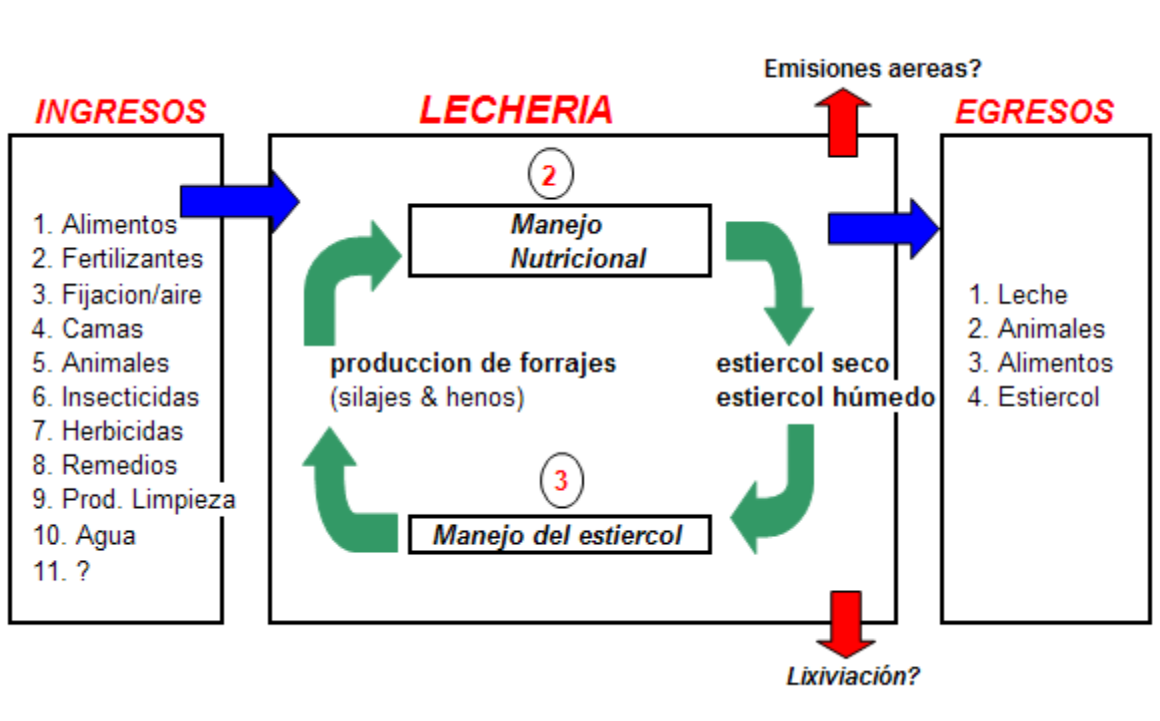 Emisiones aereas?
INGRESOS
LECHERIA
EGRESOS
1. Alimentos
2. Fertilizantes
3. Fijacion/aire
4. Camas
5. Animales
6. Insecticidas
7. Herbicidas
8. Remedios
9. Prod. Limpieza
10. Agua
11. ?
2
Manejo
Nutricional
produccion de forrajes
(silajes & henos)
estiercol seco
estiercol húmedo
3
Manejo del estiercol
1. Leche
2. Animales
3. Alimentos
4. Estiercol
Lixiviación?